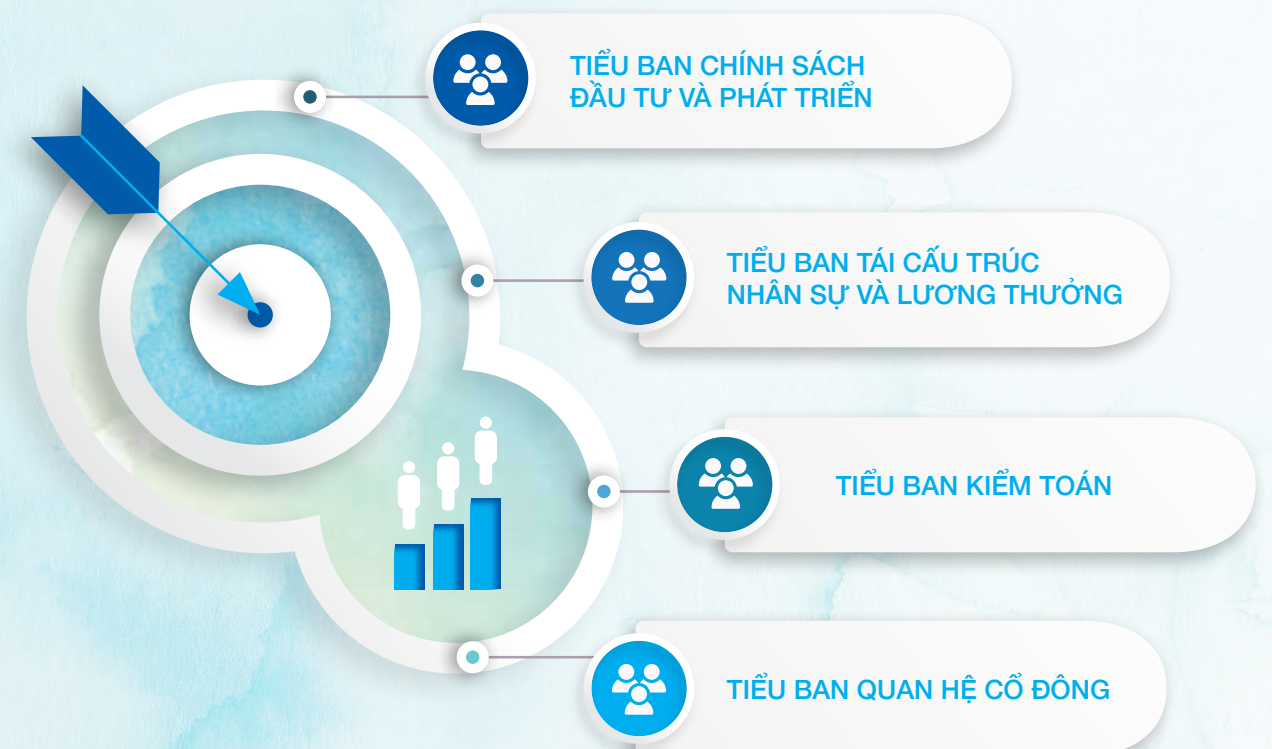 TIỂU BAN CHÍNH SÁCH
ĐẦU TƯ VÀ PHÁT TRIỂN
TIỂU BAN TÁI CẤU TRÚC
NHÂN SỰ VÀ LƯƠNG THƯỞNG
TIỂU BAN KIỂM TOÁN
TIỂU BAN QUAN HỆ CỔ ĐÔNG